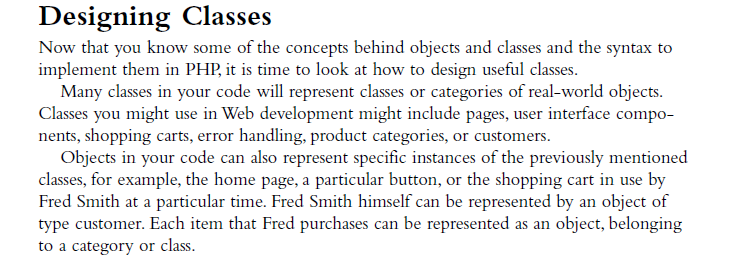 Designing Classes
Now that you know some of the concepts behind objects and classes and the syntax to
implement them in PHP, it is time to look at how to design useful classes.
Many classes in your code will represent classes or categories of real-world objects.
Classes you might use in Web development might include pages, user interface compo-
nents, shopping carts, error handling, product categories, or customers.
Objects in your code can also represent specific instances of the previously mentioned
classes, for example, the home page, a particular button, or the shopping cart in use by
Fred Smith at a particular time. Fred Smith himself can be represented by an object of
type customer. Each item that Fred purchases can be represented as an object, belonging
to a category or class.